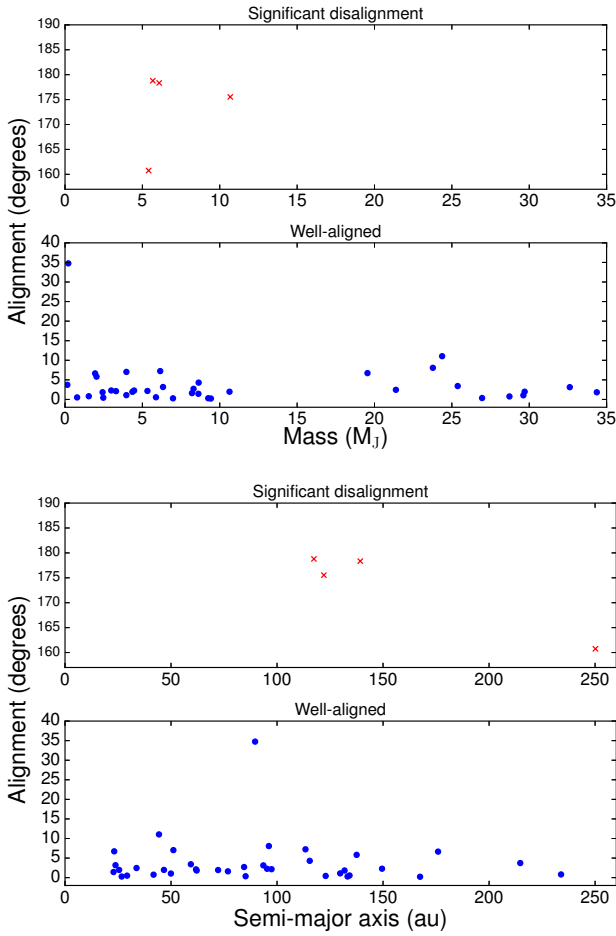 Significant disalignment
190
185
180
175
170
165
160
0 5 10 15 20 25 30 35
Well-aligned
40
35
30
25
20
15
10
5
0
0 5 10 15 20 25 30 35
Mass (MJ)
Alignment (degrees)
Significant disalignment
190
185
180
175
170
165
160
0 50 100 150 200 250
Well-aligned
40
35
30
25
20
15
10
5
0
0 50 100 150 200 250
Semi-major axis (au)
Alignment (degrees)